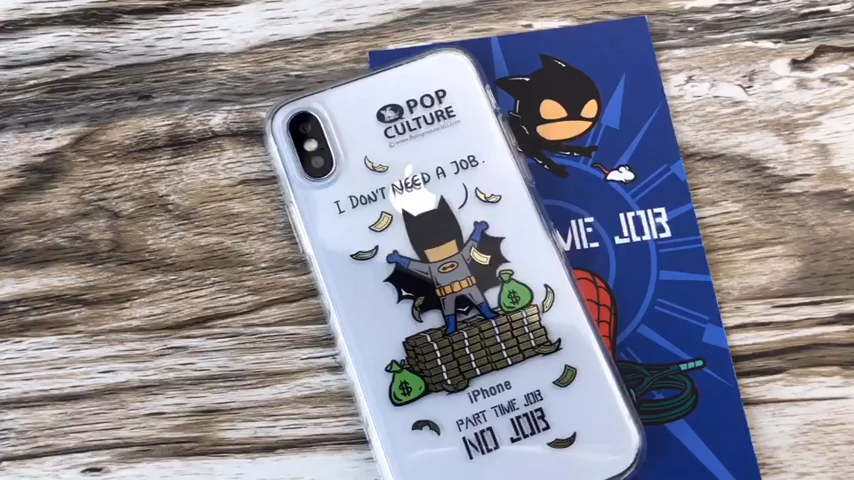 POP
CULTURE
I DON'T NEED A JOB.
iPhone
PART TIME JOB
NO JOB
ME JOB
$
$